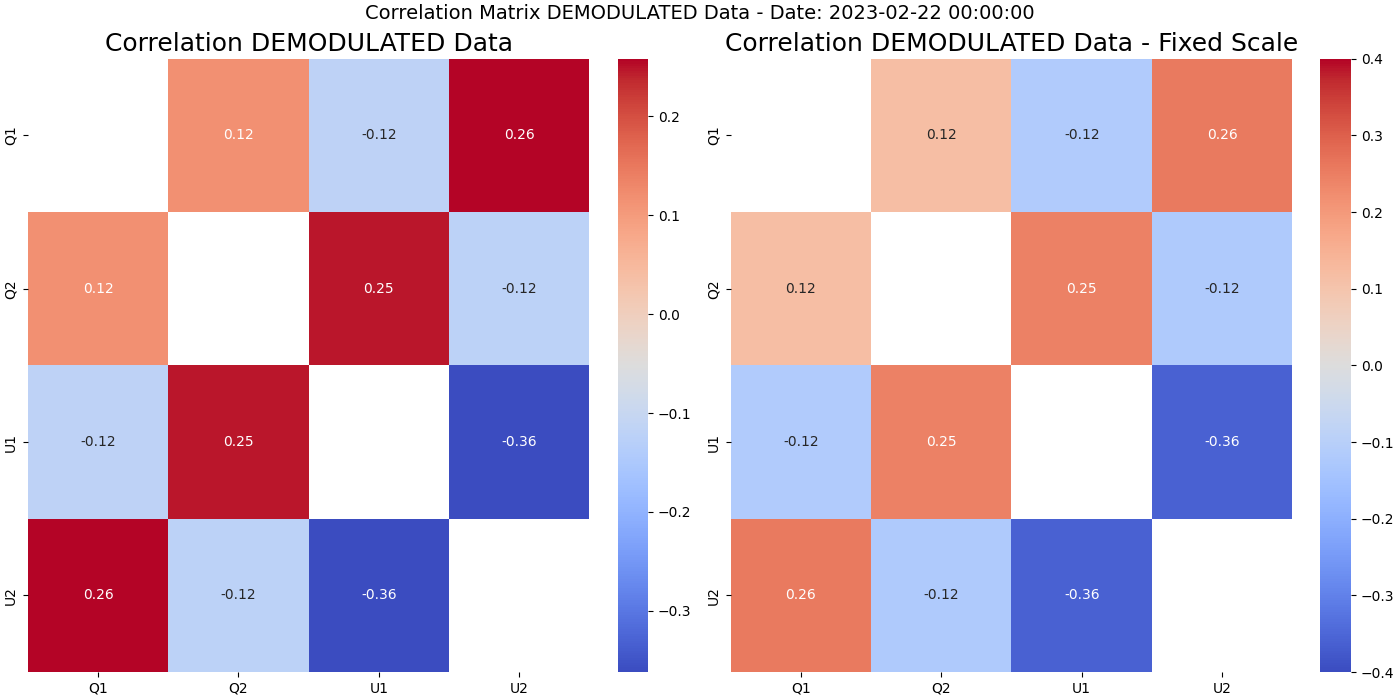 Correlation Matrix DEMODULATED Data - Date: 2023-02-22 00:00:00
Correlation DEMODULATED Data
Q1
0.12
-0.12
0.26
Q2
0.12
0.25
-0.12
U1
-0.12
0.25
-0.36
U2
0.26
-0.12
-0.36
Q1
Q2
U1
U2
0.2
0.1
0.0
−0.1
−0.2
−0.3
Correlation DEMODULATED Data - Fixed Scale
Q1
0.12
-0.12
0.26
Q2
0.12
0.25
-0.12
U1
-0.12
0.25
-0.36
U2
0.26
-0.12
-0.36
Q1
Q2
U1
U2
0.4
0.3
0.2
0.1
0.0
−0.1
−0.2
−0.3
−0.4